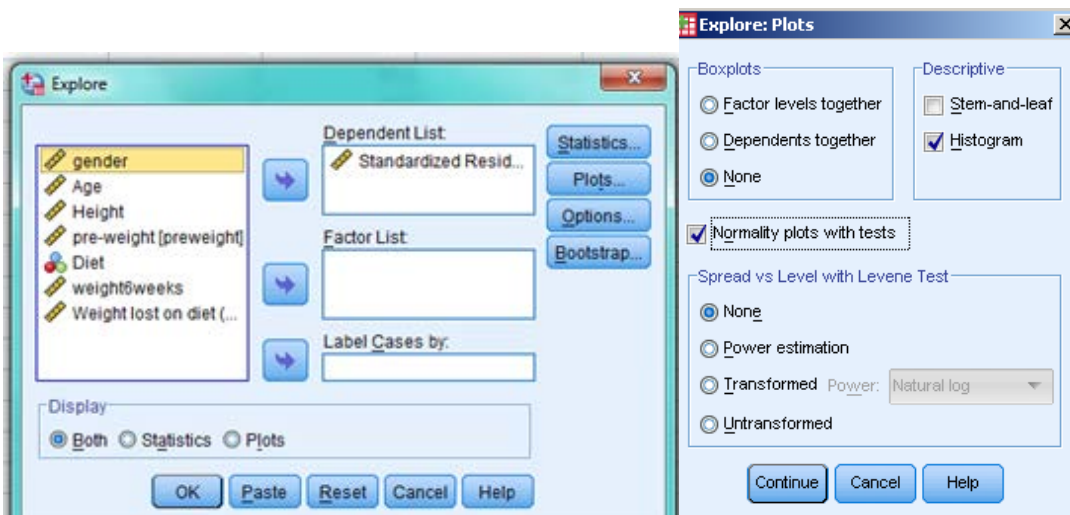 Explore
gender
Age
Height
pre-weight [preweight]
Diet
weight6weeks
Weight lost on diet (...
Dependent List:
Standardized Resid...
Factor List:
Label Cases by:
Statistics...
Plots...
Options...
Bootstrap...
Display
Both Statistics Plots
OK Paste Reset Cancel Help
Explore: Plots
Boxplots
Factor levels together
Dependents together
None
Descriptive
Stem-and-leaf
Histogram
Normality plots with tests
Spread vs Level with Levene Test
None
Power estimation
Transformed Power: Natural log
Untransformed
Continue Cancel Help